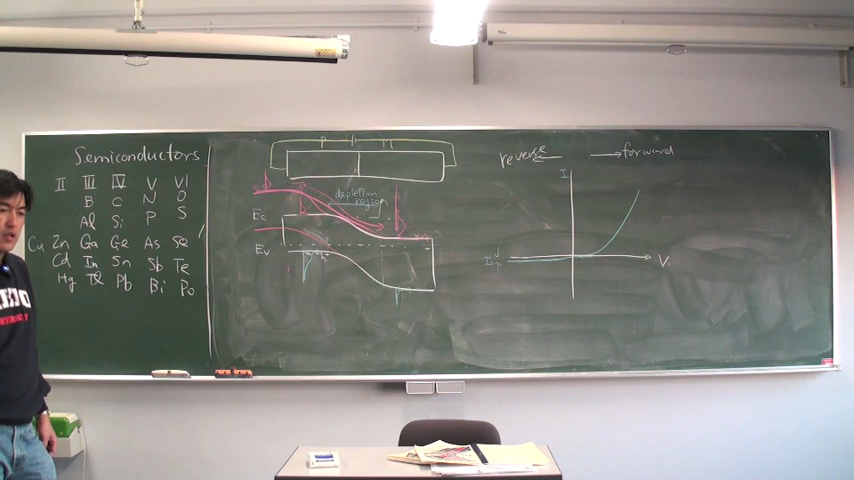 Semiconductors
II III IV V VI
B C N O
Al Si P S
Cu Zn Ga Ge As Se
Cd In Sn Sb Te
Hg Tl Pb Bi Po
P n
depletion
region
Ec
Ev
reverse forward
I
V
I₀